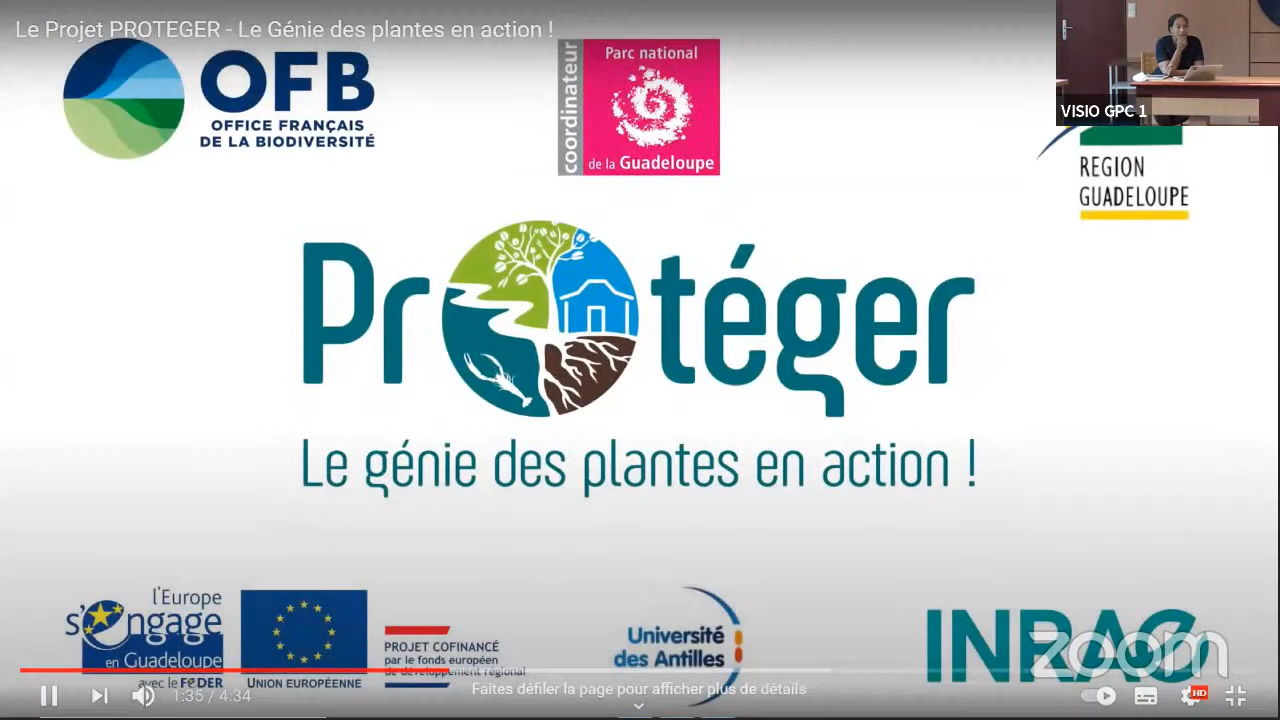 Le Projet PROTEGER - Le Génie des plantes en action !
VISIO GPC 1
OFB
OFFICE FRANÇAIS
DE LA BIODIVERSITÉ
coordinateur
Parc national
de la Guadeloupe
REGION
GUADELOUPE
Protéger
Le génie des plantes en action !
l'Europe
s'engage
en Guadeloupe
avec le FEDER
UNION EUROPÉENNE
PROJET COFINANCÉ
par le fonds européen
de développement régional
Université
des Antilles
INRAE
zoom
1:35 / 4:34
Faites défiler la page pour afficher plus de détails
HD